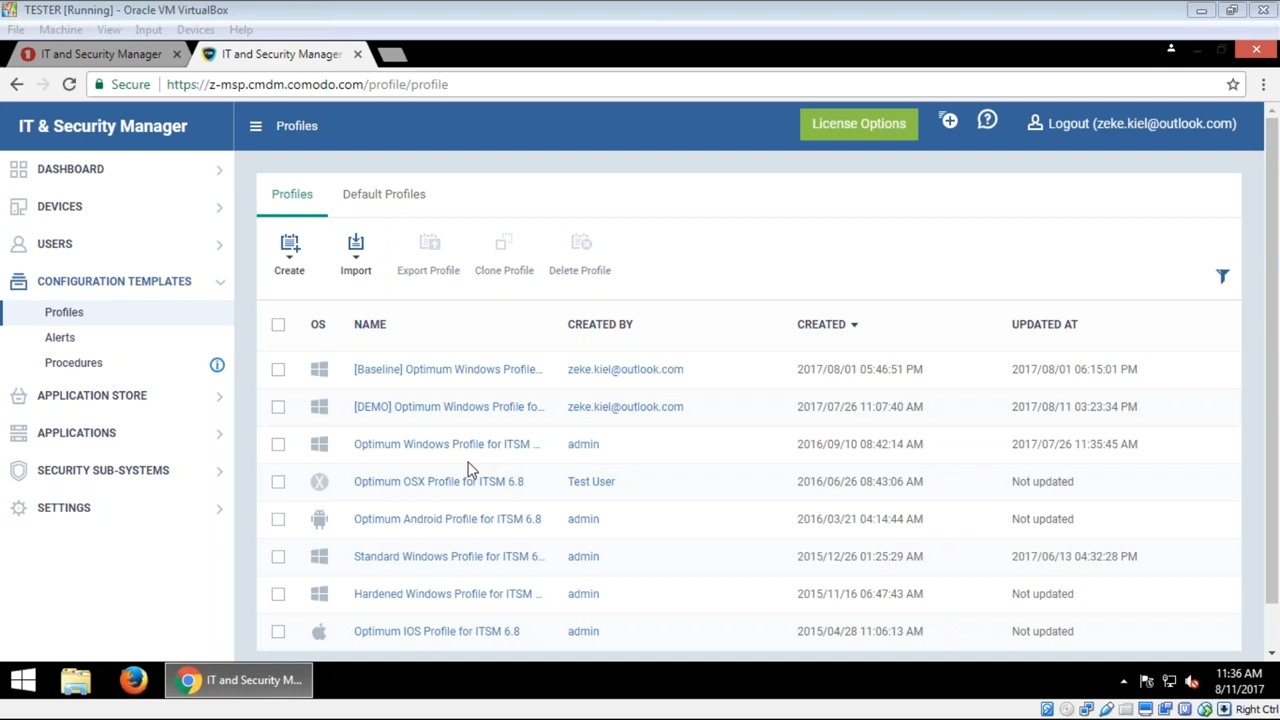 TESTER [Running] - Oracle VM VirtualBox
File Machine View Input Devices Help
IT and Security Manager
IT and Security Manager
Secure https://z-msp.cmdm.comodo.com/profile/profile
IT & Security Manager
Profiles
License Options
Logout (zeke.kiel@outlook.com)
DASHBOARD
DEVICES
USERS
CONFIGURATION TEMPLATES
Profiles
Alerts
Procedures
APPLICATION STORE
APPLICATIONS
SECURITY SUB-SYSTEMS
SETTINGS
Profiles Default Profiles
Create Import Export Profile Clone Profile Delete Profile
OS NAME CREATED BY CREATED UPDATED AT
[Baseline] Optimum Windows Profile... zeke.kiel@outlook.com 2017/08/01 05:46:51 PM 2017/08/01 06:15:01 PM
[DEMO] Optimum Windows Profile fo... zeke.kiel@outlook.com 2017/07/26 11:07:40 AM 2017/08/11 03:23:34 PM
Optimum Windows Profile for ITSM ... admin 2016/09/10 08:42:14 AM 2017/07/26 11:35:45 AM
Optimum OSX Profile for ITSM 6.8 Test User 2016/06/26 08:43:06 AM Not updated
Optimum Android Profile for ITSM 6.8 admin 2016/03/21 04:14:44 AM Not updated
Standard Windows Profile for ITSM 6... admin 2015/12/26 01:25:29 AM 2017/06/13 04:32:28 PM
Hardened Windows Profile for ITSM ... admin 2015/11/16 06:47:43 AM Not updated
Optimum IOS Profile for ITSM 6.8 admin 2015/04/28 11:06:13 AM Not updated
IT and Security M...
11:36 AM
8/11/2017
Right Ctrl